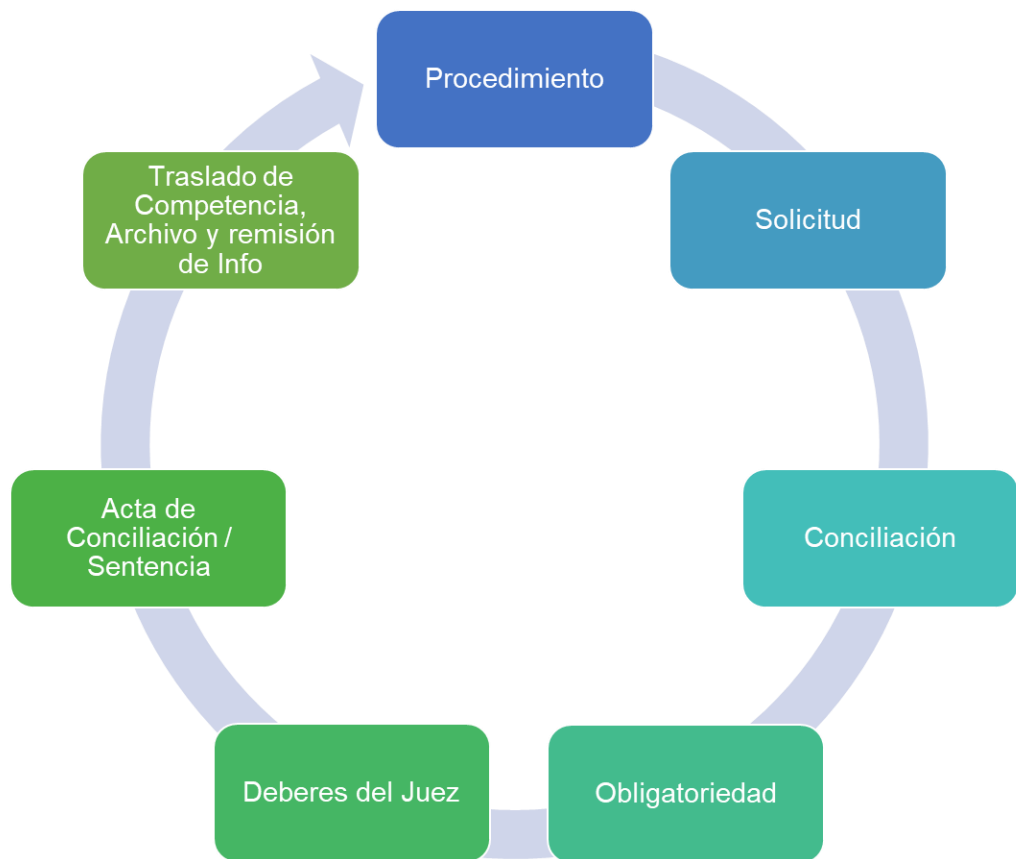 Procedimiento
Solicitud
Conciliación
Obligatoriedad
Deberes del Juez
Acta de
Conciliación /
Sentencia
Traslado de
Competencia,
Archivo y remisión
de Info